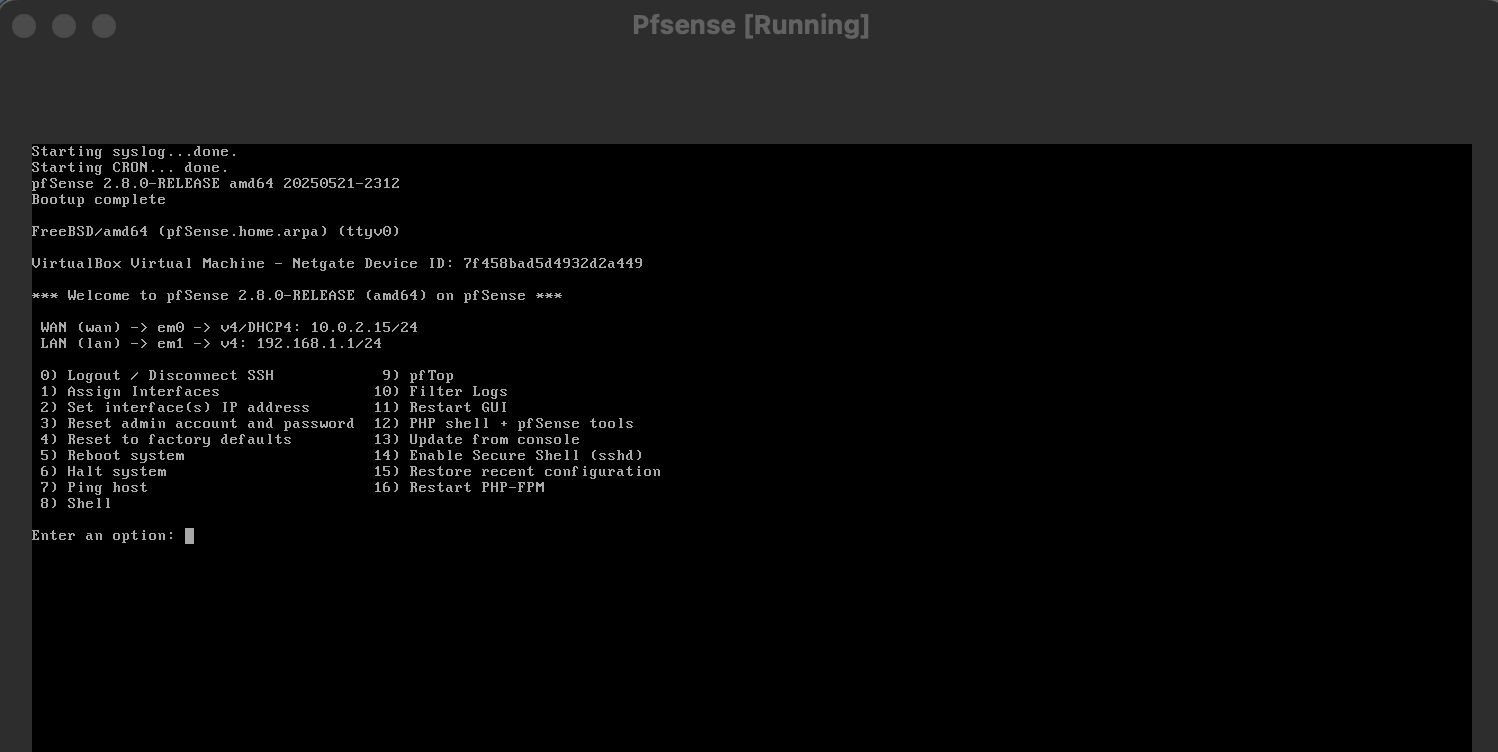 Pfsense [Running]
Starting syslog...done.
Starting CRON... done.
pfSense 2.8.0-RELEASE amd64 20250521-2312
Bootup complete
FreeBSD/amd64 (pfSense.home.arpa) (ttyv0)
VirtualBox Virtual Machine - Netgate Device ID: 7f458bad5d4932d2a449
*** Welcome to pfSense 2.8.0-RELEASE (amd64) on pfSense ***
WAN (wan) -> em0 -> v4/DHCP4: 10.0.2.15/24
LAN (lan) -> em1 -> v4: 192.168.1.1/24
0) Logout / Disconnect SSH 9) pfTop
1) Assign Interfaces 10) Filter Logs
2) Set interface(s) IP address 11) Restart GUI
3) Reset admin account and password 12) PHP shell + pfSense tools
4) Reset to factory defaults 13) Update from console
5) Reboot system 14) Enable Secure Shell (sshd)
6) Halt system 15) Restore recent configuration
7) Ping host 16) Restart PHP-FPM
8) Shell
Enter an option: